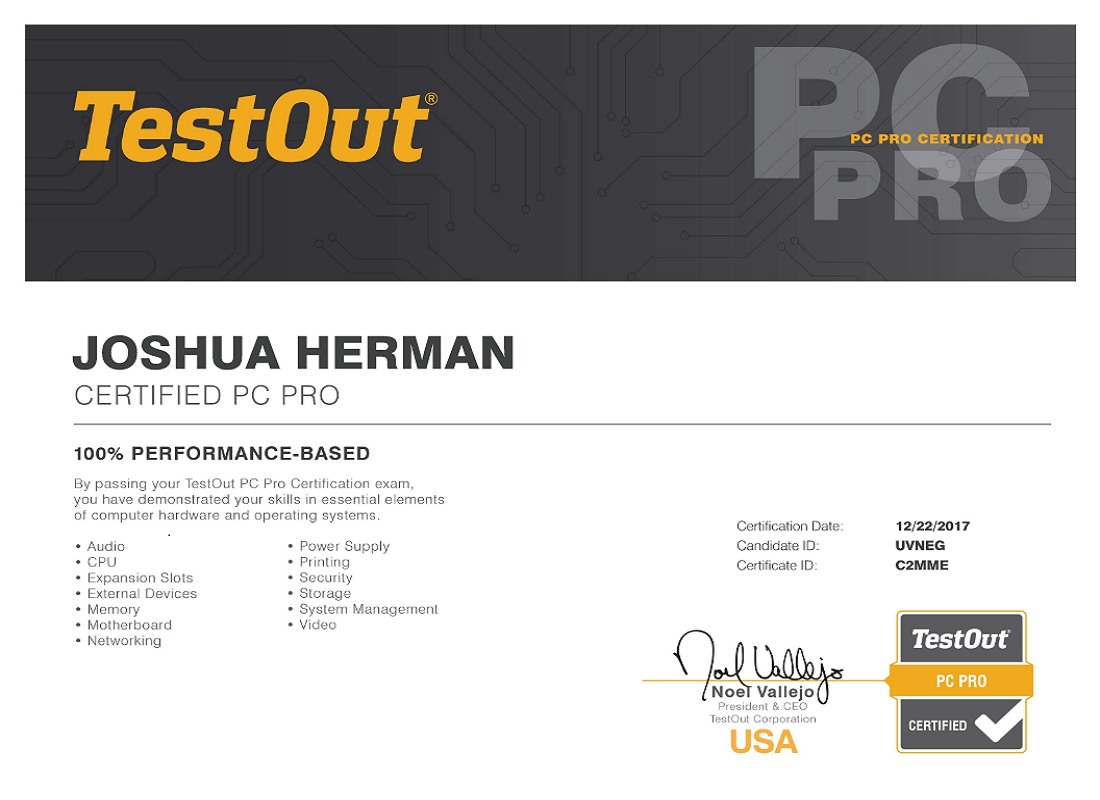 TestOut®
PC
PC PRO CERTIFICATION
PRO
JOSHUA HERMAN
CERTIFIED PC PRO
100% PERFORMANCE-BASED
By passing your TestOut PC Pro Certification exam,
you have demonstrated your skills in essential elements
of computer hardware and operating systems.
• Audio
• CPU
• Expansion Slots
• External Devices
• Memory
• Motherboard
• Networking
• Power Supply
• Printing
• Security
• Storage
• System Management
• Video
Certification Date: 12/22/2017
Candidate ID: UVNEG
Certificate ID: C2MME
Noel Vallejo
Noel Vallejo
President & CEO
TestOut Corporation
USA
TestOut®
PC PRO
CERTIFIED